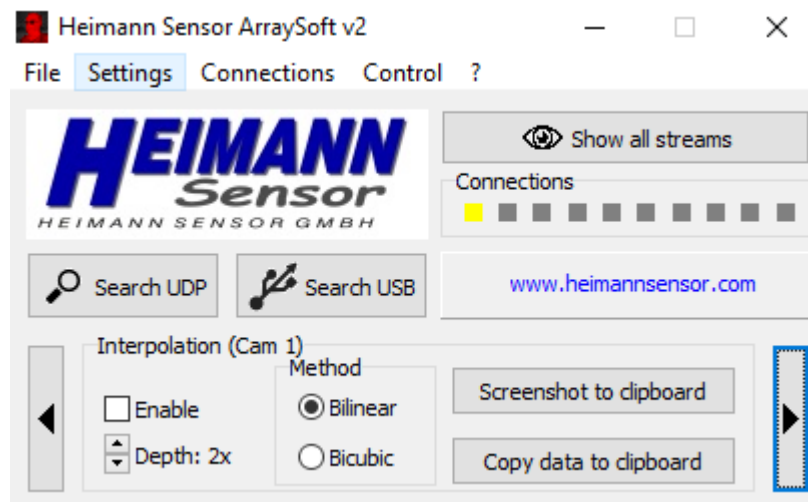 Heimann Sensor ArraySoft v2
File Settings Connections Control ?
HEIMANN
Sensor
HEIMANN SENSOR GMBH
Show all streams
Connections
Search UDP
Search USB
www.heimannsensor.com
Interpolation (Cam 1)
Enable
Depth: 2x
Method
Bilinear
Bicubic
Screenshot to clipboard
Copy data to clipboard